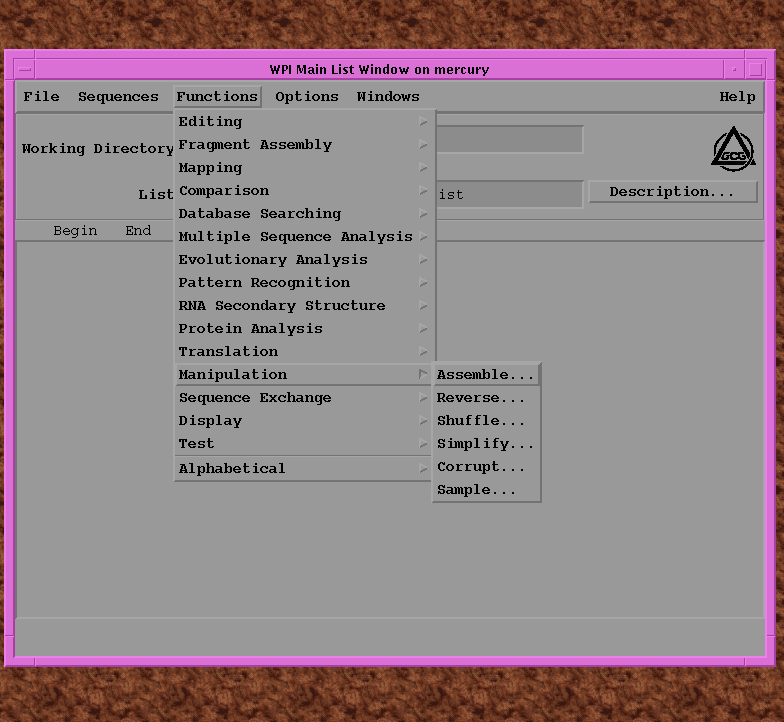 WPI Main List Window on mercury
File Sequences Functions Options Windows Help
Editing
Fragment Assembly
Working Directory
GCG
Mapping
Comparison
List ist Description...
Database Searching
Begin End Multiple Sequence Analysis
Evolutionary Analysis
Pattern Recognition
RNA Secondary Structure
Protein Analysis
Translation
Manipulation Assemble...
Sequence Exchange Reverse...
Display Shuffle...
Test Simplify...
Alphabetical Corrupt...
Sample...